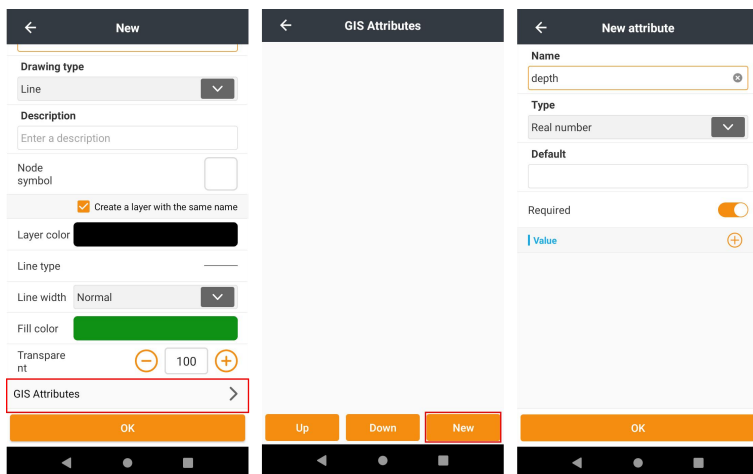 New
Drawing type
Line
Description
Enter a description
Node
symbol
Create a layer with the same name
Layer color
Line type
Line width Normal
Fill color
Transpare
nt
100
GIS Attributes
OK
GIS Attributes
Up Down New
New attribute
Name
depth
Type
Real number
Default
Required
Value
OK